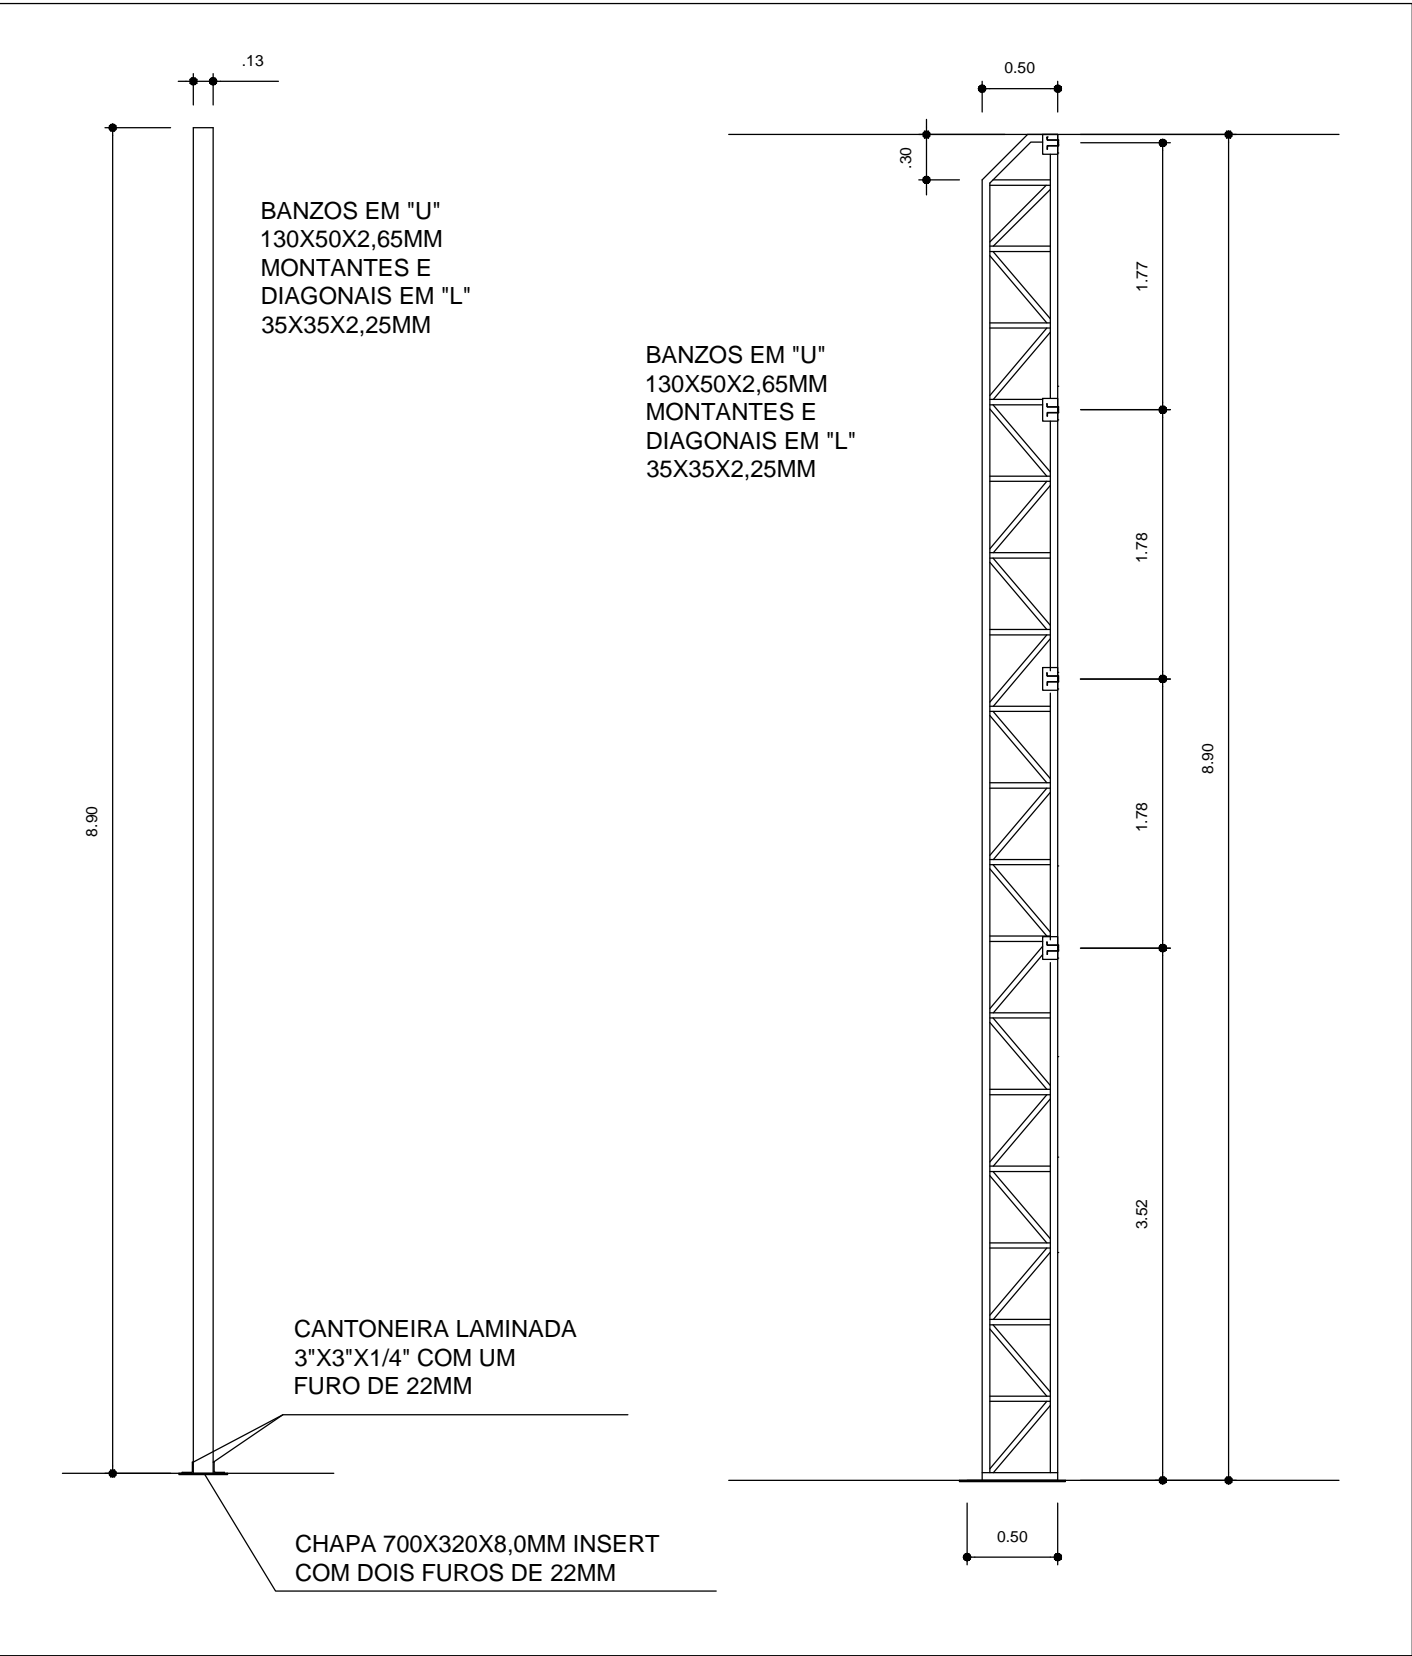 .13
0.50
.30
BANZOS EM "U"
130X50X2,65MM
MONTANTES E
DIAGONAIS EM "L"
35X35X2,25MM
1.77
BANZOS EM "U"
130X50X2,65MM
MONTANTES E
DIAGONAIS EM "L"
35X35X2,25MM
1.78
8.90
8.90
1.78
3.52
CANTONEIRA LAMINADA
3"X3"X1/4" COM UM
FURO DE 22MM
CHAPA 700X320X8,0MM INSERT
COM DOIS FUROS DE 22MM
0.50